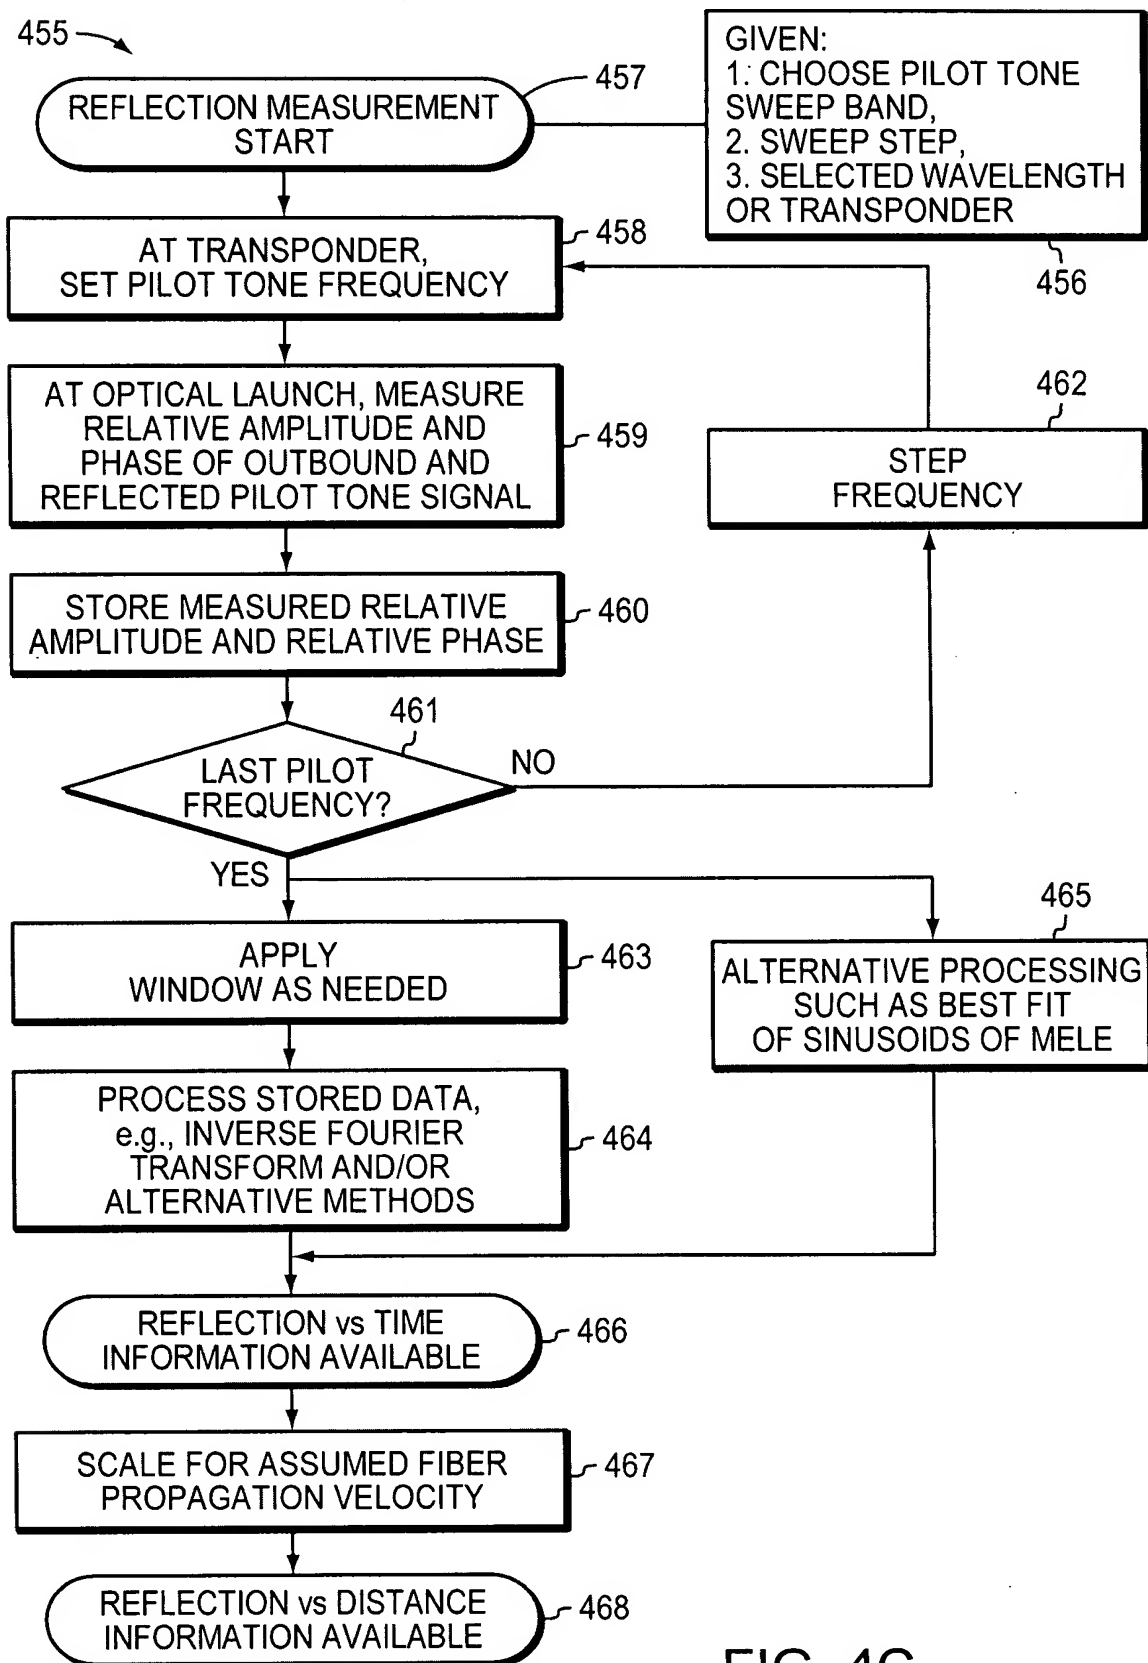 455
REFLECTION MEASUREMENT
START
457
GIVEN:
1. CHOOSE PILOT TONE
SWEEP BAND,
2. SWEEP STEP,
3. SELECTED WAVELENGTH
OR TRANSPONDER
456
AT TRANSPONDER,
SET PILOT TONE FREQUENCY
458
AT OPTICAL LAUNCH, MEASURE
RELATIVE AMPLITUDE AND
PHASE OF OUTBOUND AND
REFLECTED PILOT TONE SIGNAL
459
462
STEP
FREQUENCY
STORE MEASURED RELATIVE
AMPLITUDE AND RELATIVE PHASE
460
461
LAST PILOT
FREQUENCY?
NO
YES
APPLY
WINDOW AS NEEDED
463
465
ALTERNATIVE PROCESSING
SUCH AS BEST FIT
OF SINUSOIDS OF MELE
PROCESS STORED DATA,
e.g., INVERSE FOURIER
TRANSFORM AND/OR
ALTERNATIVE METHODS
464
REFLECTION vs TIME
INFORMATION AVAILABLE
466
SCALE FOR ASSUMED FIBER
PROPAGATION VELOCITY
467
REFLECTION vs DISTANCE
INFORMATION AVAILABLE
468
FIG. 4C